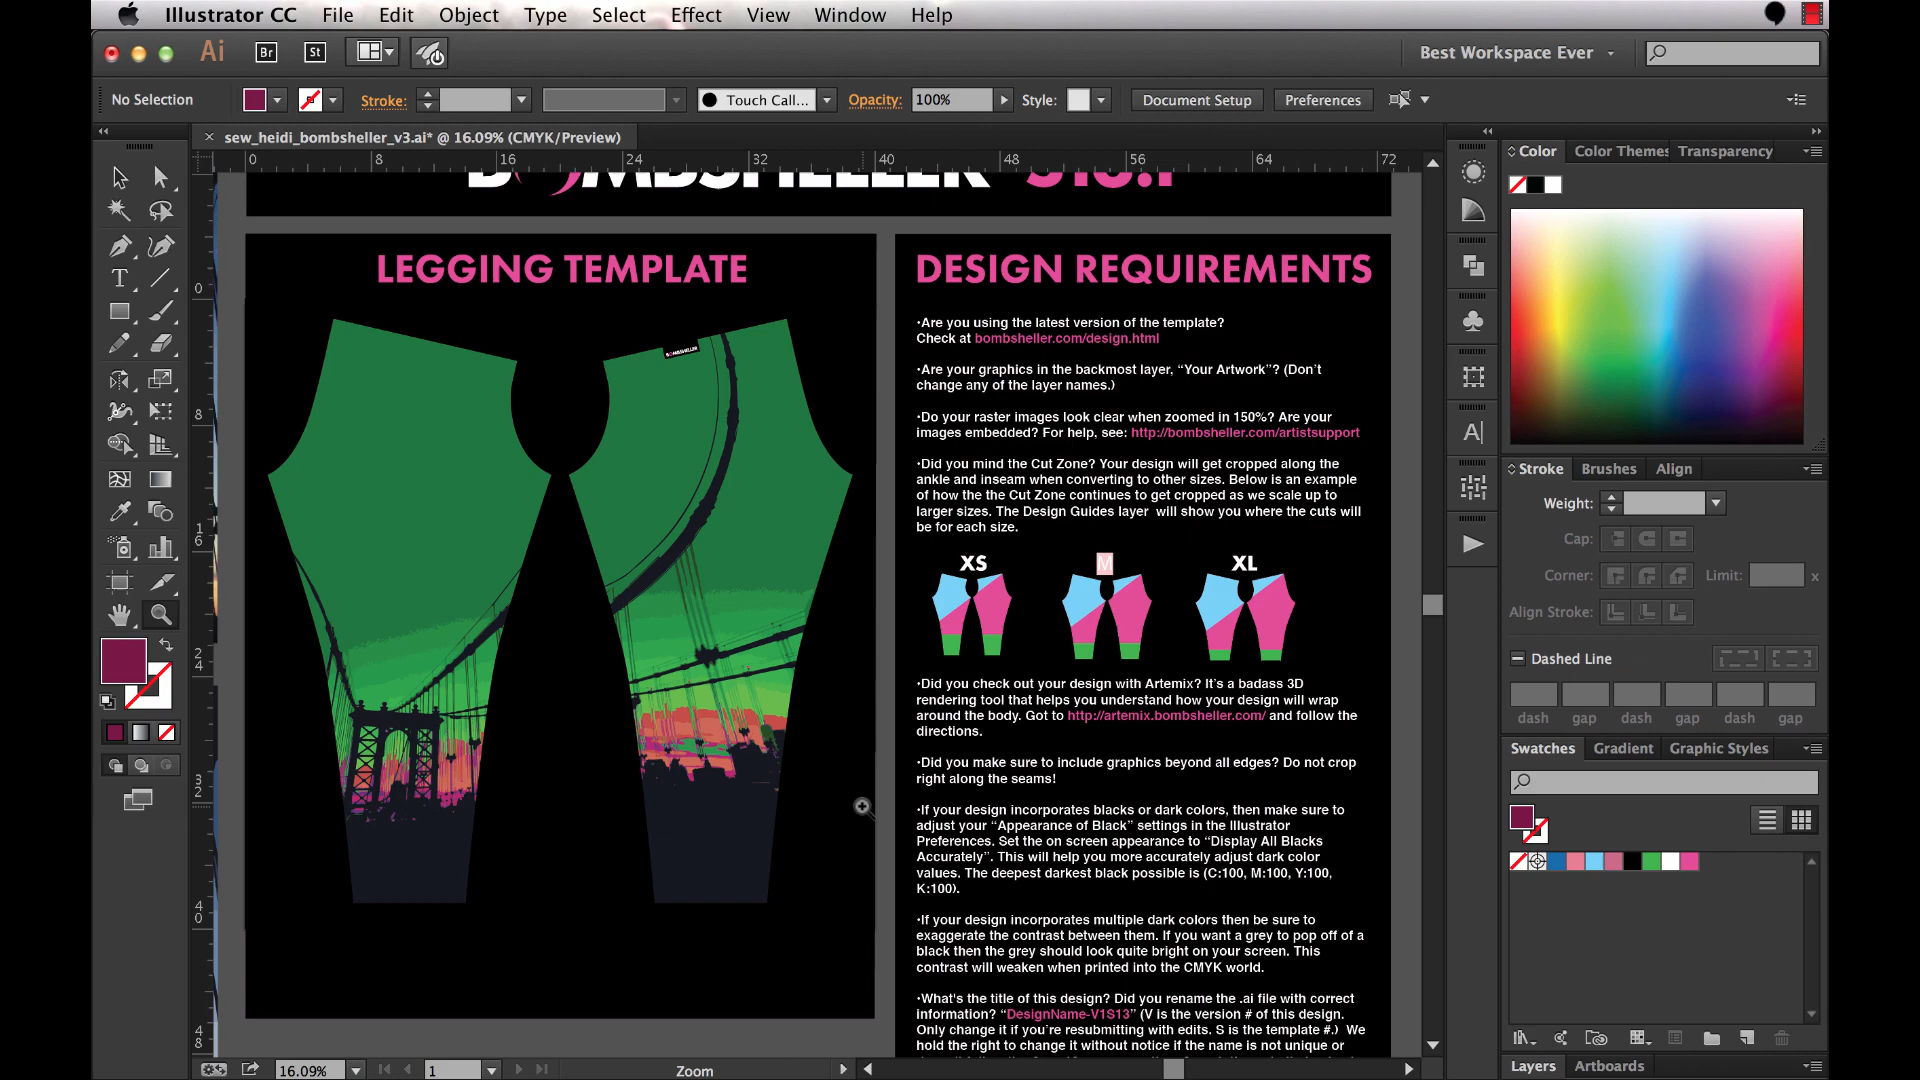 Illustrator CC File Edit Object Type Select Effect View Window Help
Ai Br St Best Workspace Ever
No Selection Stroke: Touch Call... Opacity: 100% Style: Document Setup Preferences
sew_heidi_bombsheller_v3.ai* @ 16.09% (CMYK/Preview)
0 8 16 24 32 40 48 56 64 72
BOMBSHELLER S13.1
LEGGING TEMPLATE
BOMBSHELLER
DESIGN REQUIREMENTS
•Are you using the latest version of the template?
Check at bombsheller.com/design.html
•Are your graphics in the backmost layer, “Your Artwork”? (Don’t
change any of the layer names.)
•Do your raster images look clear when zoomed in 150%? Are your
images embedded? For help, see: http://bombsheller.com/artistsupport
•Did you mind the Cut Zone? Your design will get cropped along the
ankle and inseam when converting to other sizes. Below is an example
of how the the Cut Zone continues to get cropped as we scale up to
larger sizes. The Design Guides layer will show you where the cuts will
be for each size.
XS M XL
•Did you check out your design with Artemix? It’s a badass 3D
rendering tool that helps you understand how your design will wrap
around the body. Got to http://artemix.bombsheller.com/ and follow the
directions.
•Did you make sure to include graphics beyond all edges? Do not crop
right along the seams!
•If your design incorporates blacks or dark colors, then make sure to
adjust your “Appearance of Black” settings in the Illustrator
Preferences. Set the on screen appearance to “Display All Blacks
Accurately”. This will help you more accurately adjust dark color
values. The deepest darkest black possible is (C:100, M:100, Y:100,
K:100).
•If your design incorporates multiple dark colors then be sure to
exaggerate the contrast between them. If you want a grey to pop off of a
black then the grey should look quite bright on your screen. This
contrast will weaken when printed into the CMYK world.
•What's the title of this design? Did you rename the .ai file with correct
information? “DesignName-V1S13” (V is the version # of this design.
Only change it if you’re resubmitting with edits. S is the template #.) We
hold the right to change it without notice if the name is not unique or
0
8
16
24
32
40
48
Color Color Themes Transparency
Stroke Brushes Align
Weight:
Cap:
Corner: Limit: x
Align Stroke:
Dashed Line
dash gap dash gap dash gap
Swatches Gradient Graphic Styles
Layers Artboards
16.09% 1 Zoom